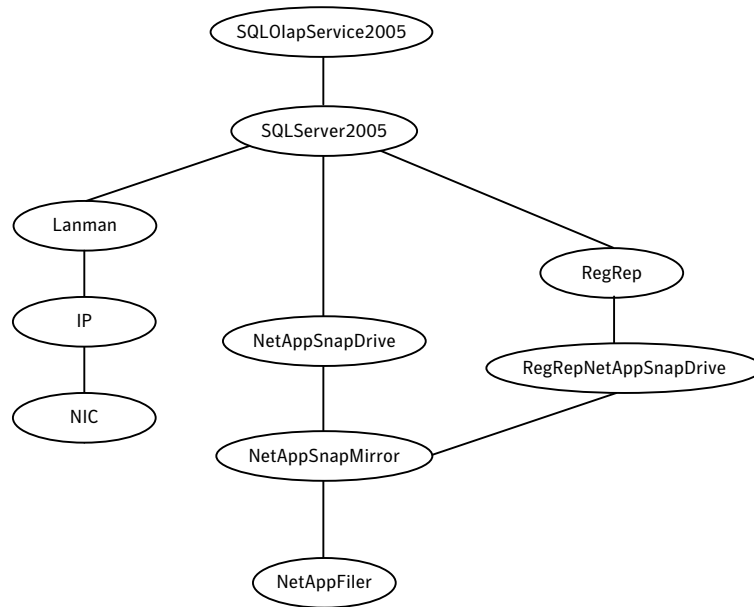 SQLOlapService2005
SQLServer2005
Lanman
RegRep
IP
NetAppSnapDrive
RegRepNetAppSnapDrive
NIC
NetAppSnapMirror
NetAppFiler